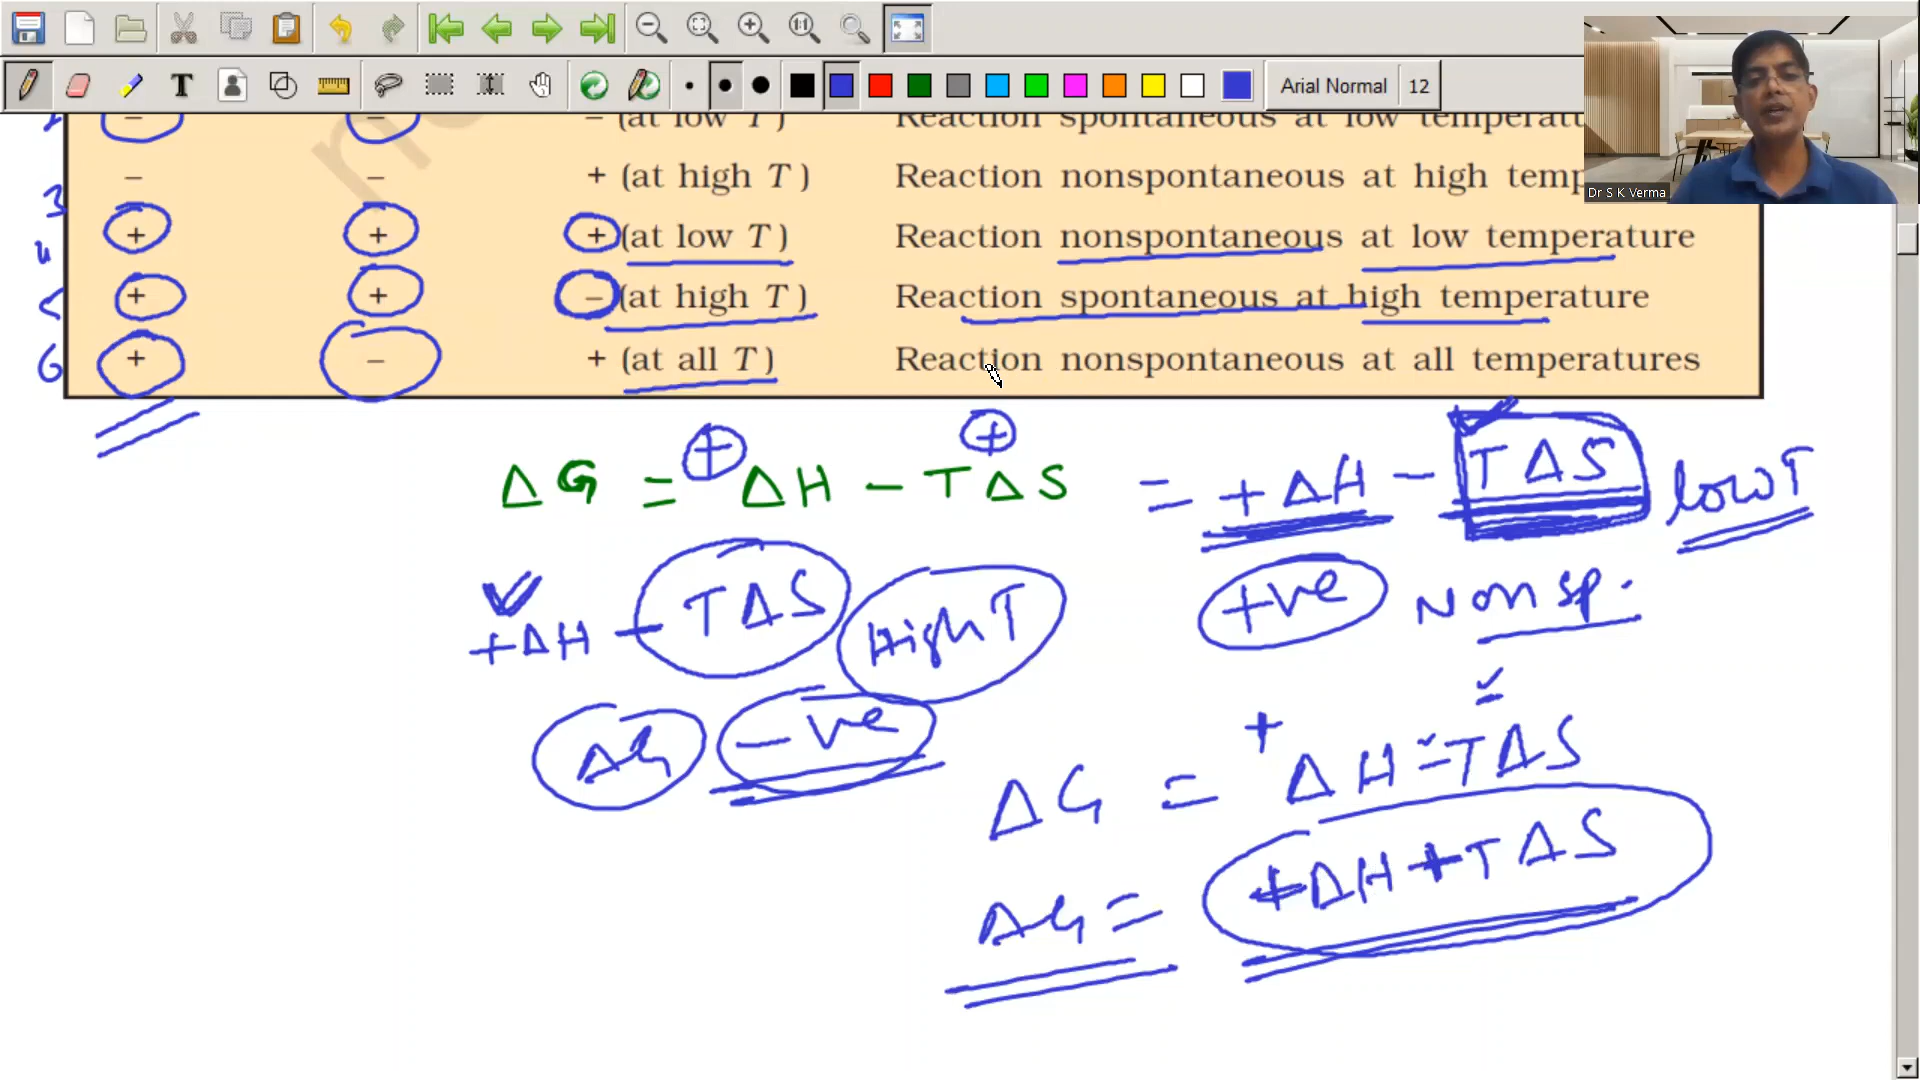 Arial Normal 12
Dr S K Verma
2 – – – (at low T) Reaction spontaneous at low
3 – – + (at high T) Reaction nonspontaneous at high
4 + + + (at low T) Reaction nonspontaneous at low temperature
5 + + – (at high T) Reaction spontaneous at high temperature
6 + – + (at all T) Reaction nonspontaneous at all temperatures
+ +
ΔG = ΔH – TΔS = +ΔH – TΔS low T
+ΔH – TΔS High T +ve Non sp.
ΔG –ve
+ –
ΔG = ΔH – TΔS
ΔG = +ΔH + TΔS